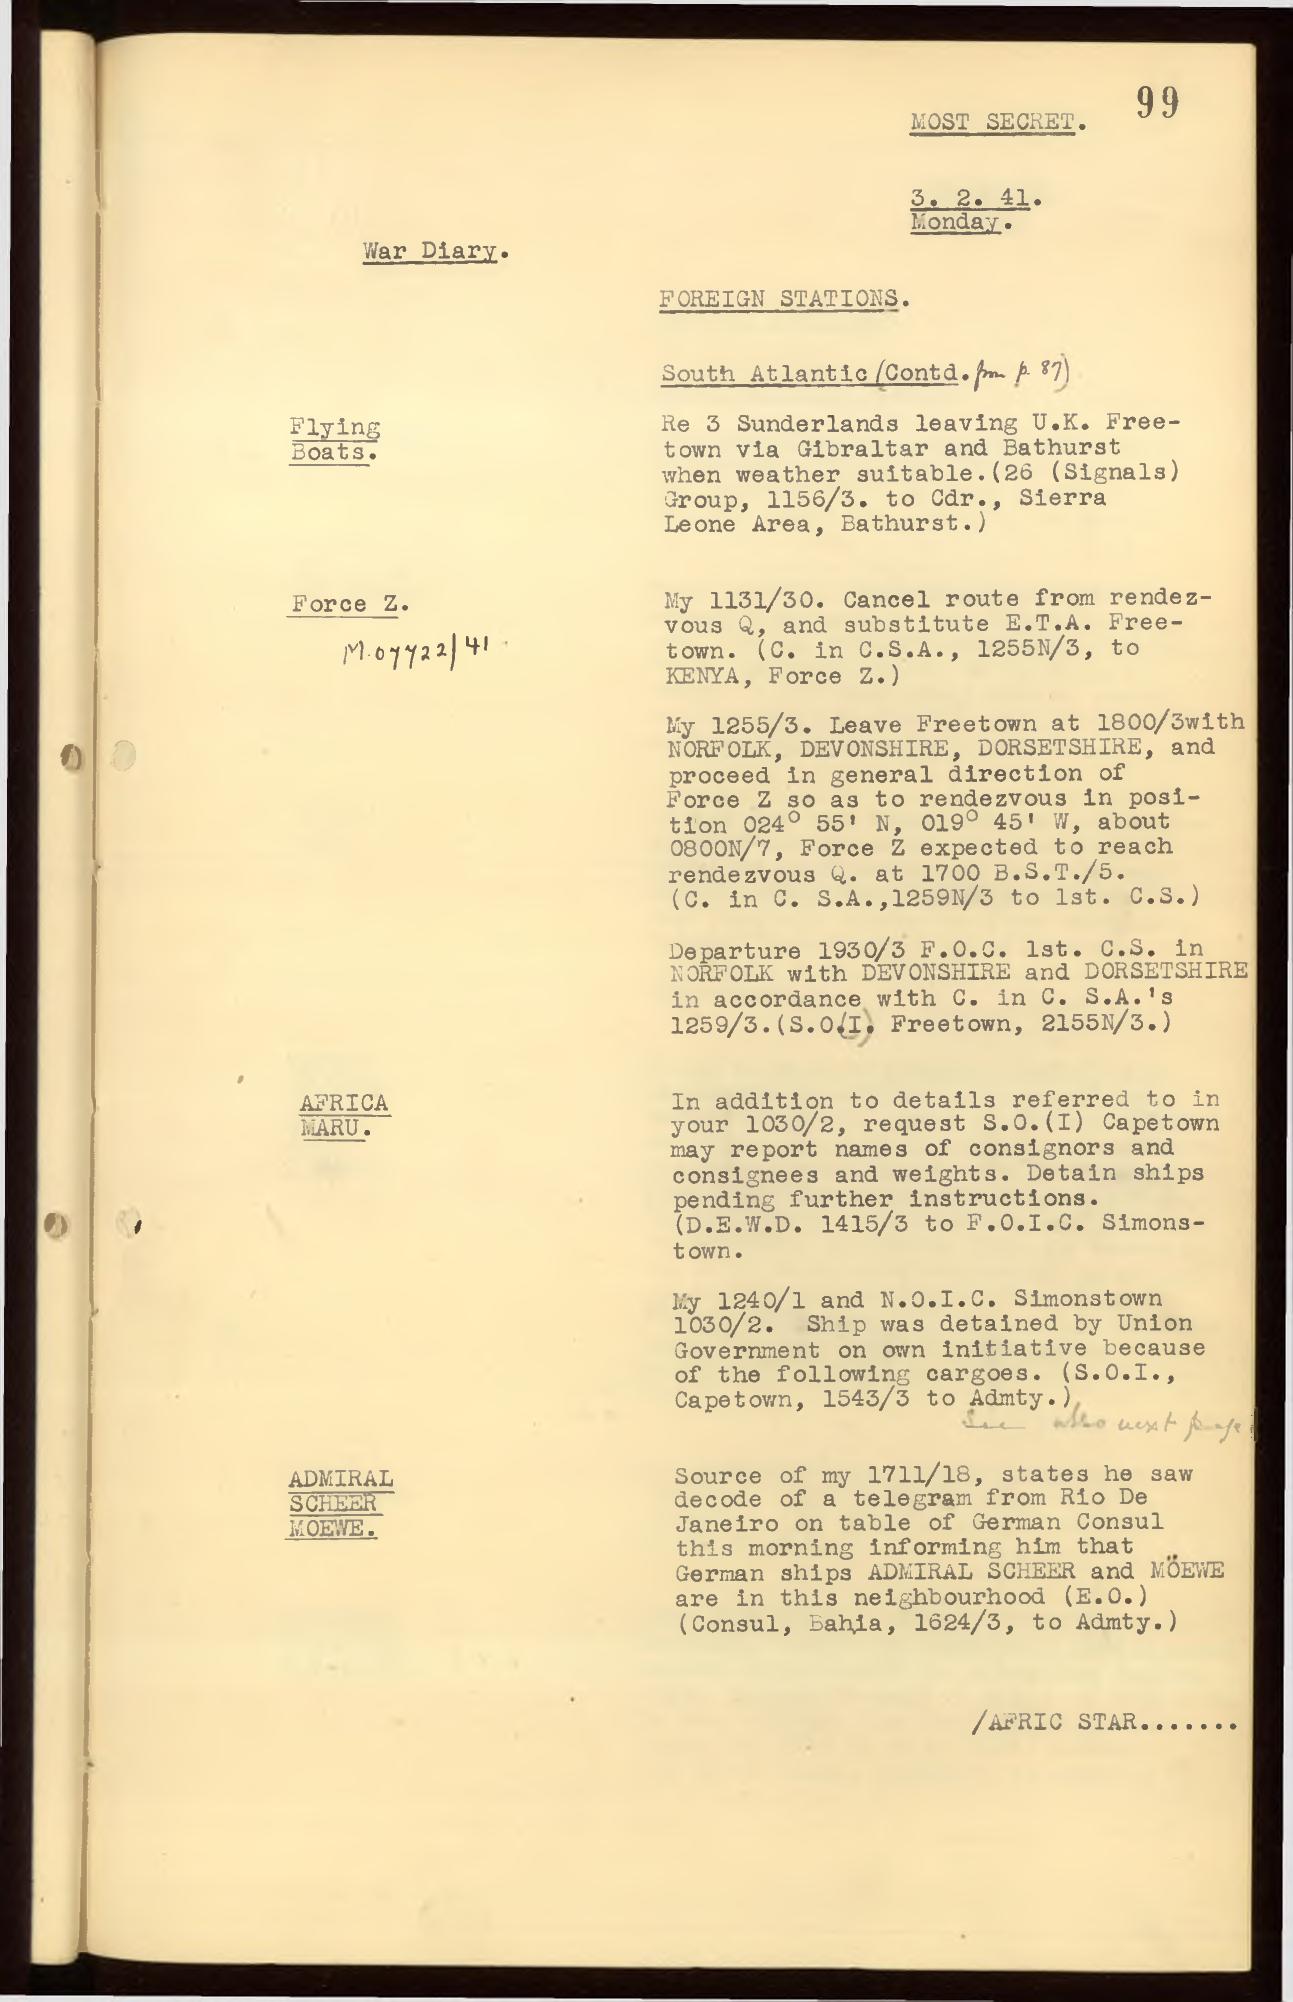 99
MOST SECRET.
3. 2. 41.
Monday.
War Diary.
FOREIGN STATIONS.
South Atlantic (Contd. fm p. 87)
Flying
Boats.
Re 3 Sunderlands leaving U.K. Free-
town via Gibraltar and Bathurst
when weather suitable.(26 (Signals)
Group, 1156/3. to Cdr., Sierra
Leone Area, Bathurst.)
Force Z.
M.07722/41
My 1131/30. Cancel route from rendez-
vous Q, and substitute E.T.A. Free-
town. (C. in C.S.A., 1255N/3, to
KENYA, Force Z.)
My 1255/3. Leave Freetown at 1800/3with
NORFOLK, DEVONSHIRE, DORSETSHIRE, and
proceed in general direction of
Force Z so as to rendezvous in posi-
tion 024° 55' N, 019° 45' W, about
0800N/7, Force Z expected to reach
rendezvous Q. at 1700 B.S.T./5.
(C. in C. S.A.,1259N/3 to 1st. C.S.)
Departure 1930/3 F.O.C. 1st. C.S. in
NORFOLK with DEVONSHIRE and DORSETSHIRE
in accordance with C. in C. S.A.'s
1259/3.(S.O.(I) Freetown, 2155N/3.)
AFRICA
MARU.
In addition to details referred to in
your 1030/2, request S.O.(I) Capetown
may report names of consignors and
consignees and weights. Detain ships
pending further instructions.
(D.E.W.D. 1415/3 to F.O.I.C. Simons-
town.
My 1240/1 and N.O.I.C. Simonstown
1030/2. Ship was detained by Union
Government on own initiative because
of the following cargoes. (S.O.I.,
Capetown, 1543/3 to Admty.)
See also next page
ADMIRAL
SCHEER
MOEWE.
Source of my 1711/18, states he saw
decode of a telegram from Rio De
Janeiro on table of German Consul
this morning informing him that
German ships ADMIRAL SCHEER and MÖEWE
are in this neighbourhood (E.O.)
(Consul, Bahia, 1624/3, to Admty.)
/AFRIC STAR.......